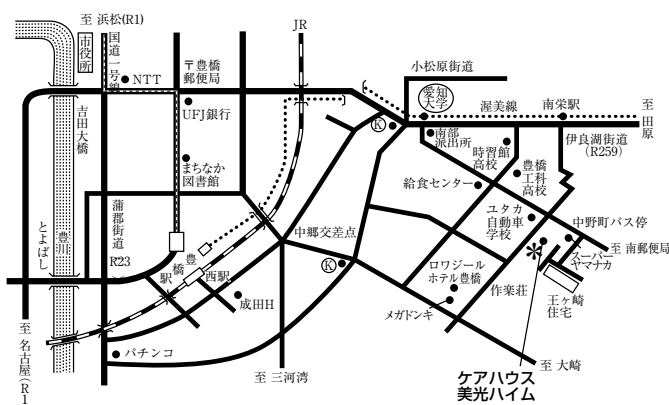 至 浜松(R1)
市役所
国道一号線
NTT
〒豊橋
郵便局
UFJ銀行
まちなか
図書館
JR
小松原街道
愛知
大学
渥美線
南栄駅
至 田原
伊良湖街道
(R259)
南部
派出所
時習館
高校
豊橋
工科
高校
給食センター
ユタカ
自動車
学校
中野町バス停
至 南郵便局
スーパー
ヤマナカ
王ヶ崎
住宅
作楽荘
ロワジール
ホテル豊橋
メガドンキ
至 大崎
ケアハウス
美光ハイム
中郷交差点
K
K
吉田大橋
とよばし
豊川
蒲郡街道
R23
豊橋駅
西駅
成田H
パチンコ
至 三河湾
至 名古屋(R1